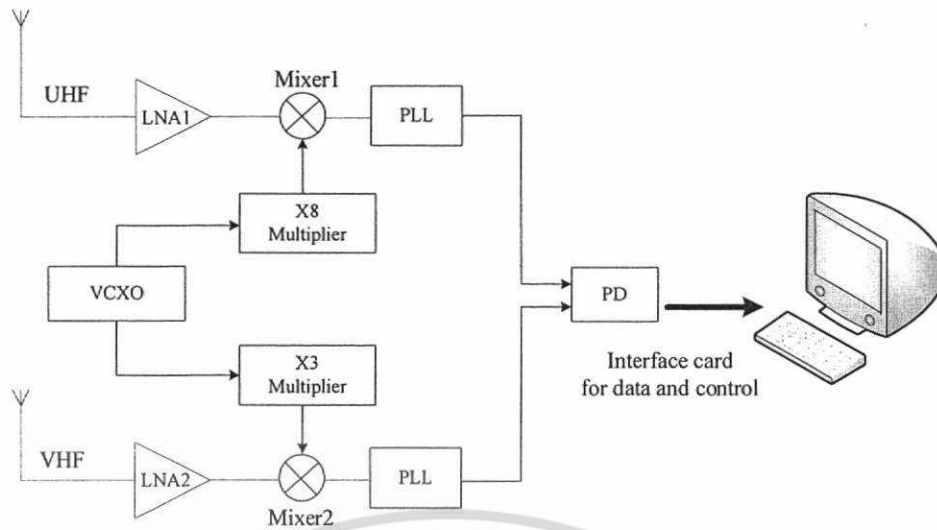 UHF
LNA1
Mixer1
PLL
X8
Multiplier
VCXO
PD
X3
Multiplier
Interface card
for data and control
VHF
LNA2
Mixer2
PLL